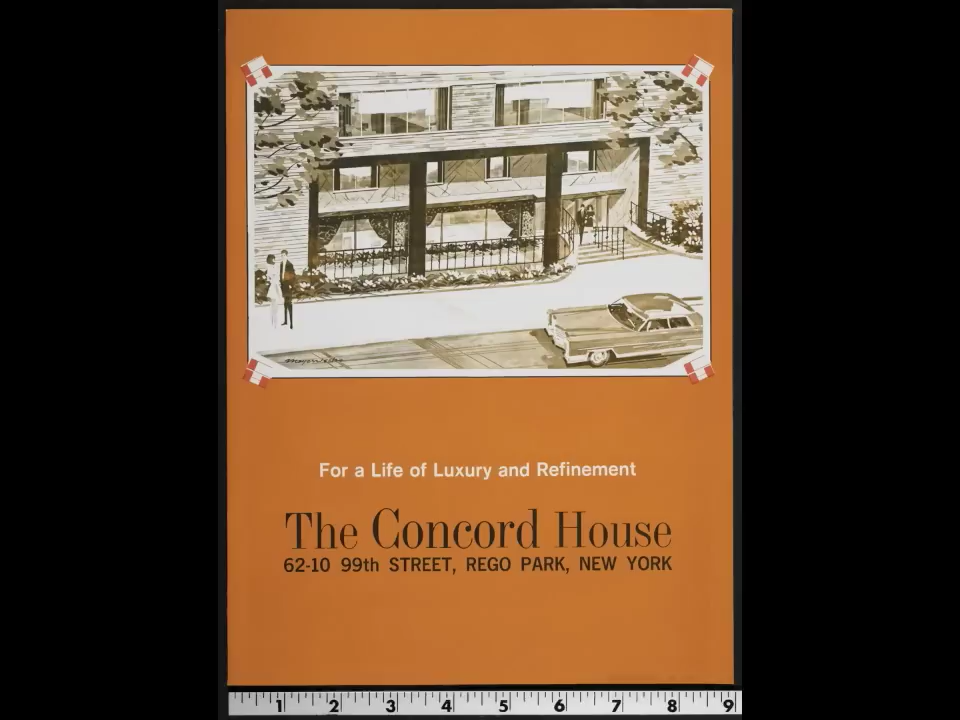 For a Life of Luxury and Refinement
The Concord House
62-10 99th STREET, REGO PARK, NEW YORK
1 2 3 4 5 6 7 8 9